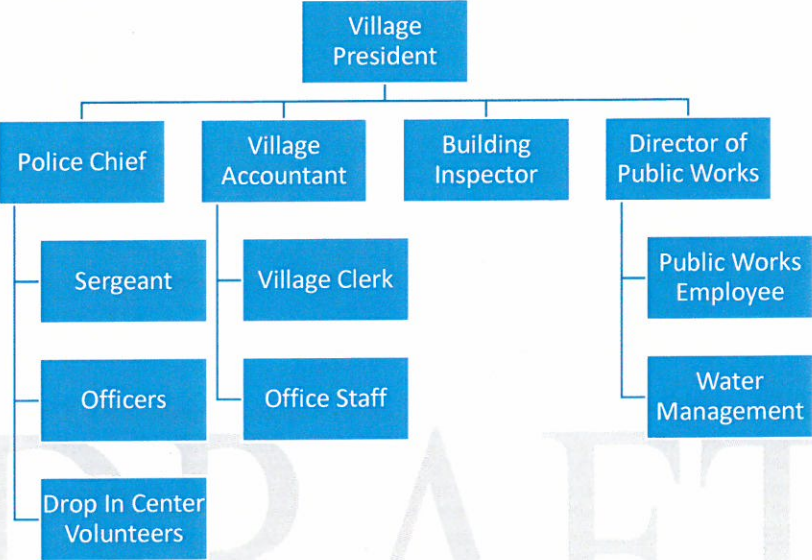 Village
President
Police Chief
Village
Accountant
Building
Inspector
Director of
Public Works
Sergeant
Village Clerk
Public Works
Employee
Officers
Office Staff
Water
Management
Drop In Center
Volunteers
DRAFT